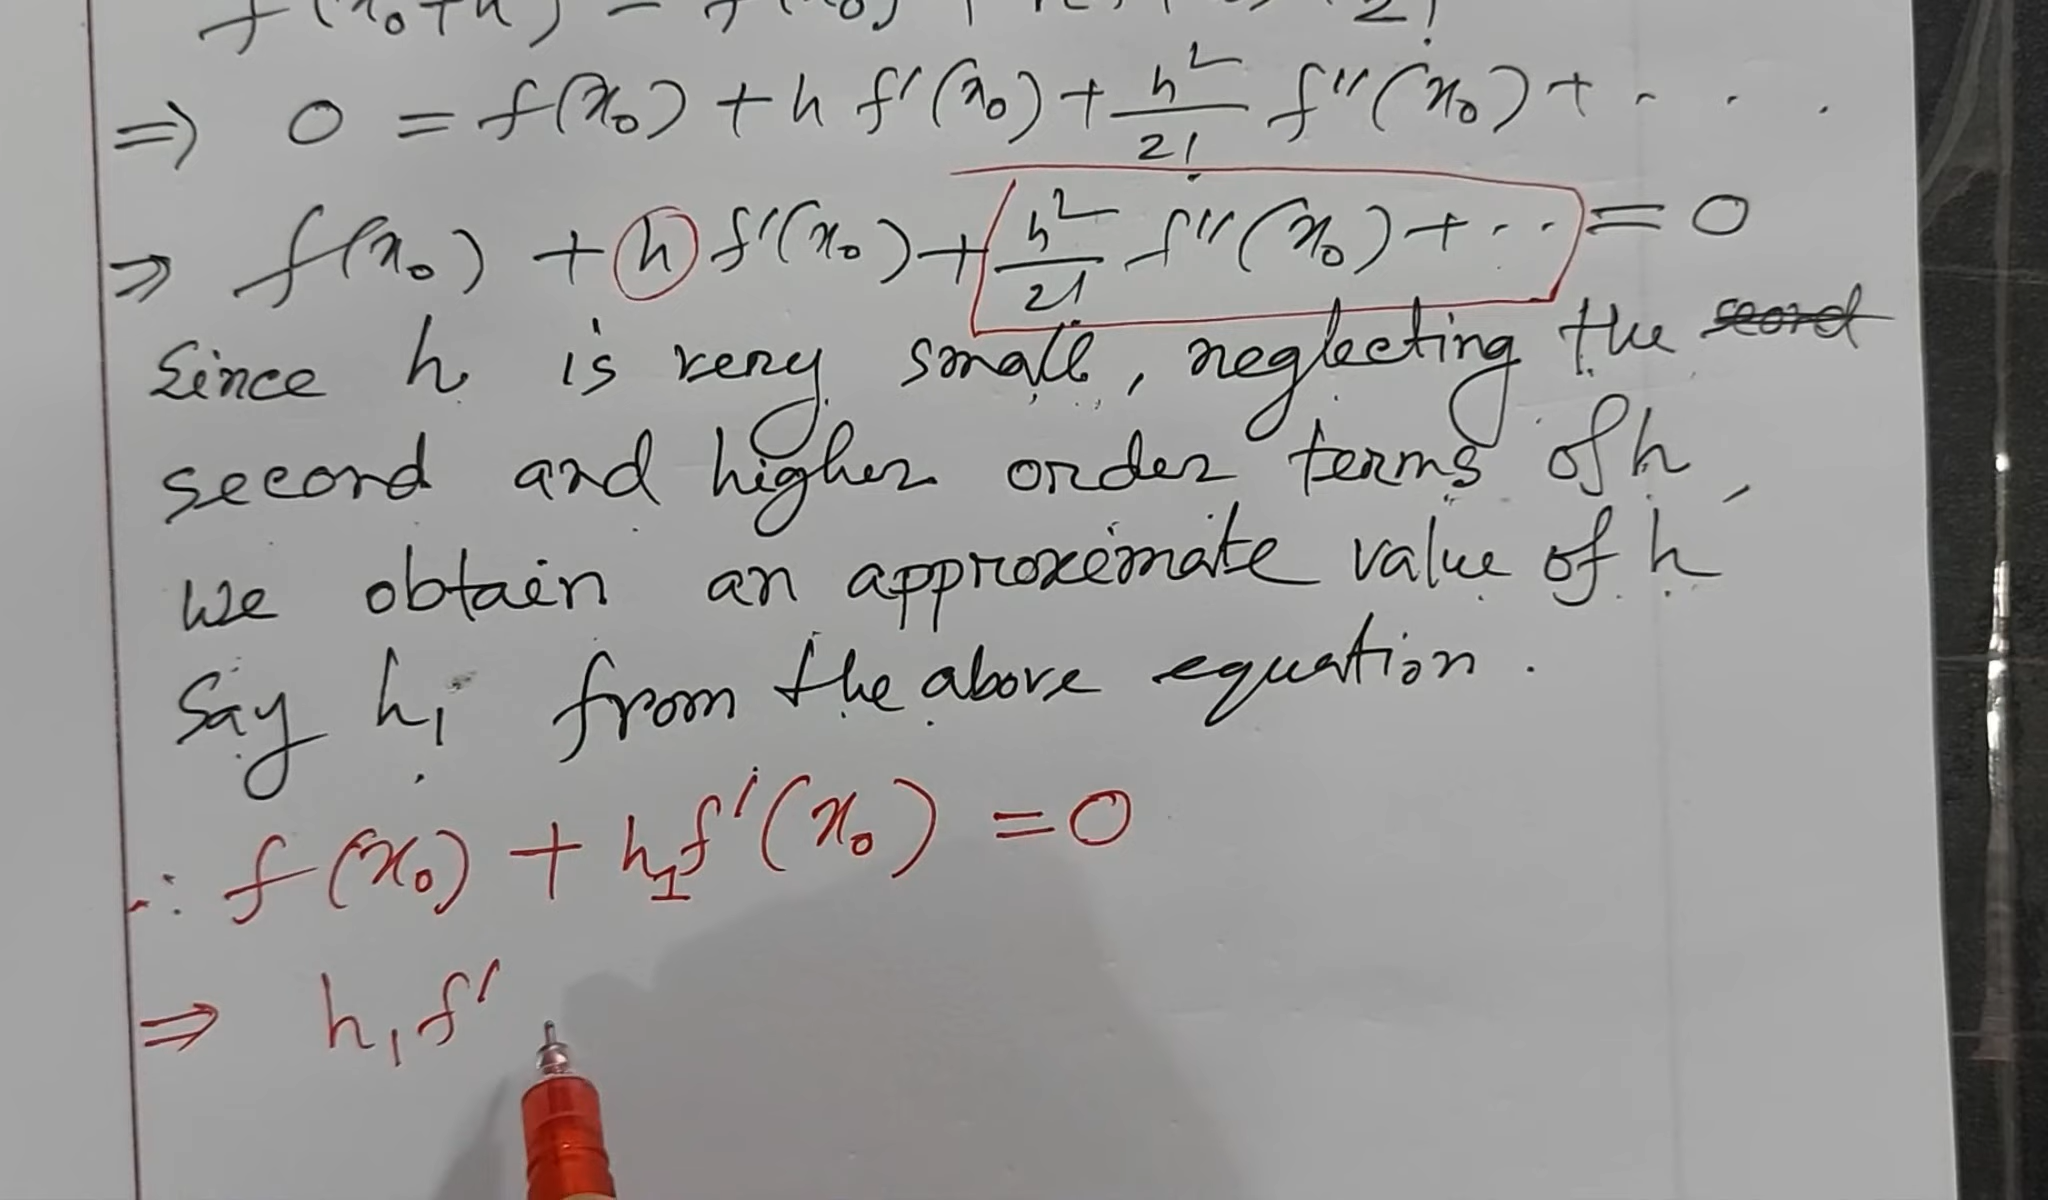 f(x₀+h) = f(x₀) +
⇒ 0 = f(x₀) + h f'(x₀) + h²/2! f''(x₀) + . . .
⇒ f(x₀) + h f'(x₀) + h²/2! f''(x₀) + ... = 0
Since h is very small, neglecting the
second and higher order terms of h,
we obtain an approximate value of h
say h₁ from the above equation.
∴ f(x₀) + h₁f'(x₀) = 0
⇒ h₁f'